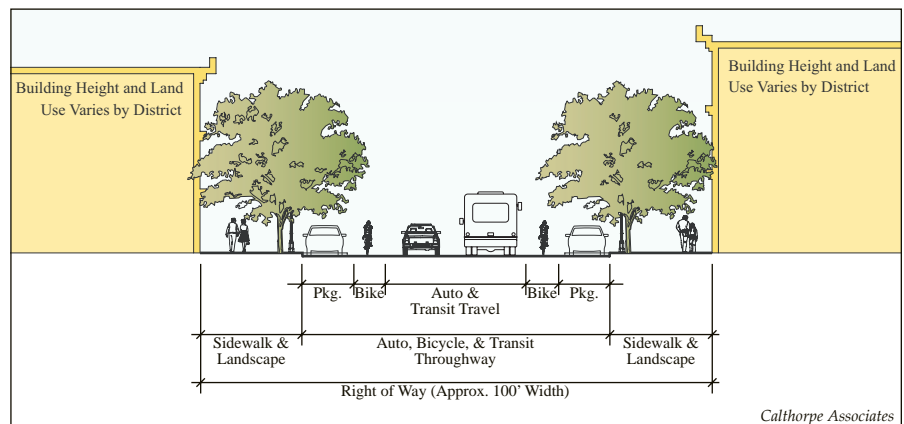 Building Height and Land
Use Varies by District
Building Height and Land
Use Varies by District
Pkg.
Bike
Auto &
Transit Travel
Bike
Pkg.
Sidewalk &
Landscape
Auto, Bicycle, & Transit
Throughway
Sidewalk &
Landscape
Right of Way (Approx. 100’ Width)
Calthorpe Associates